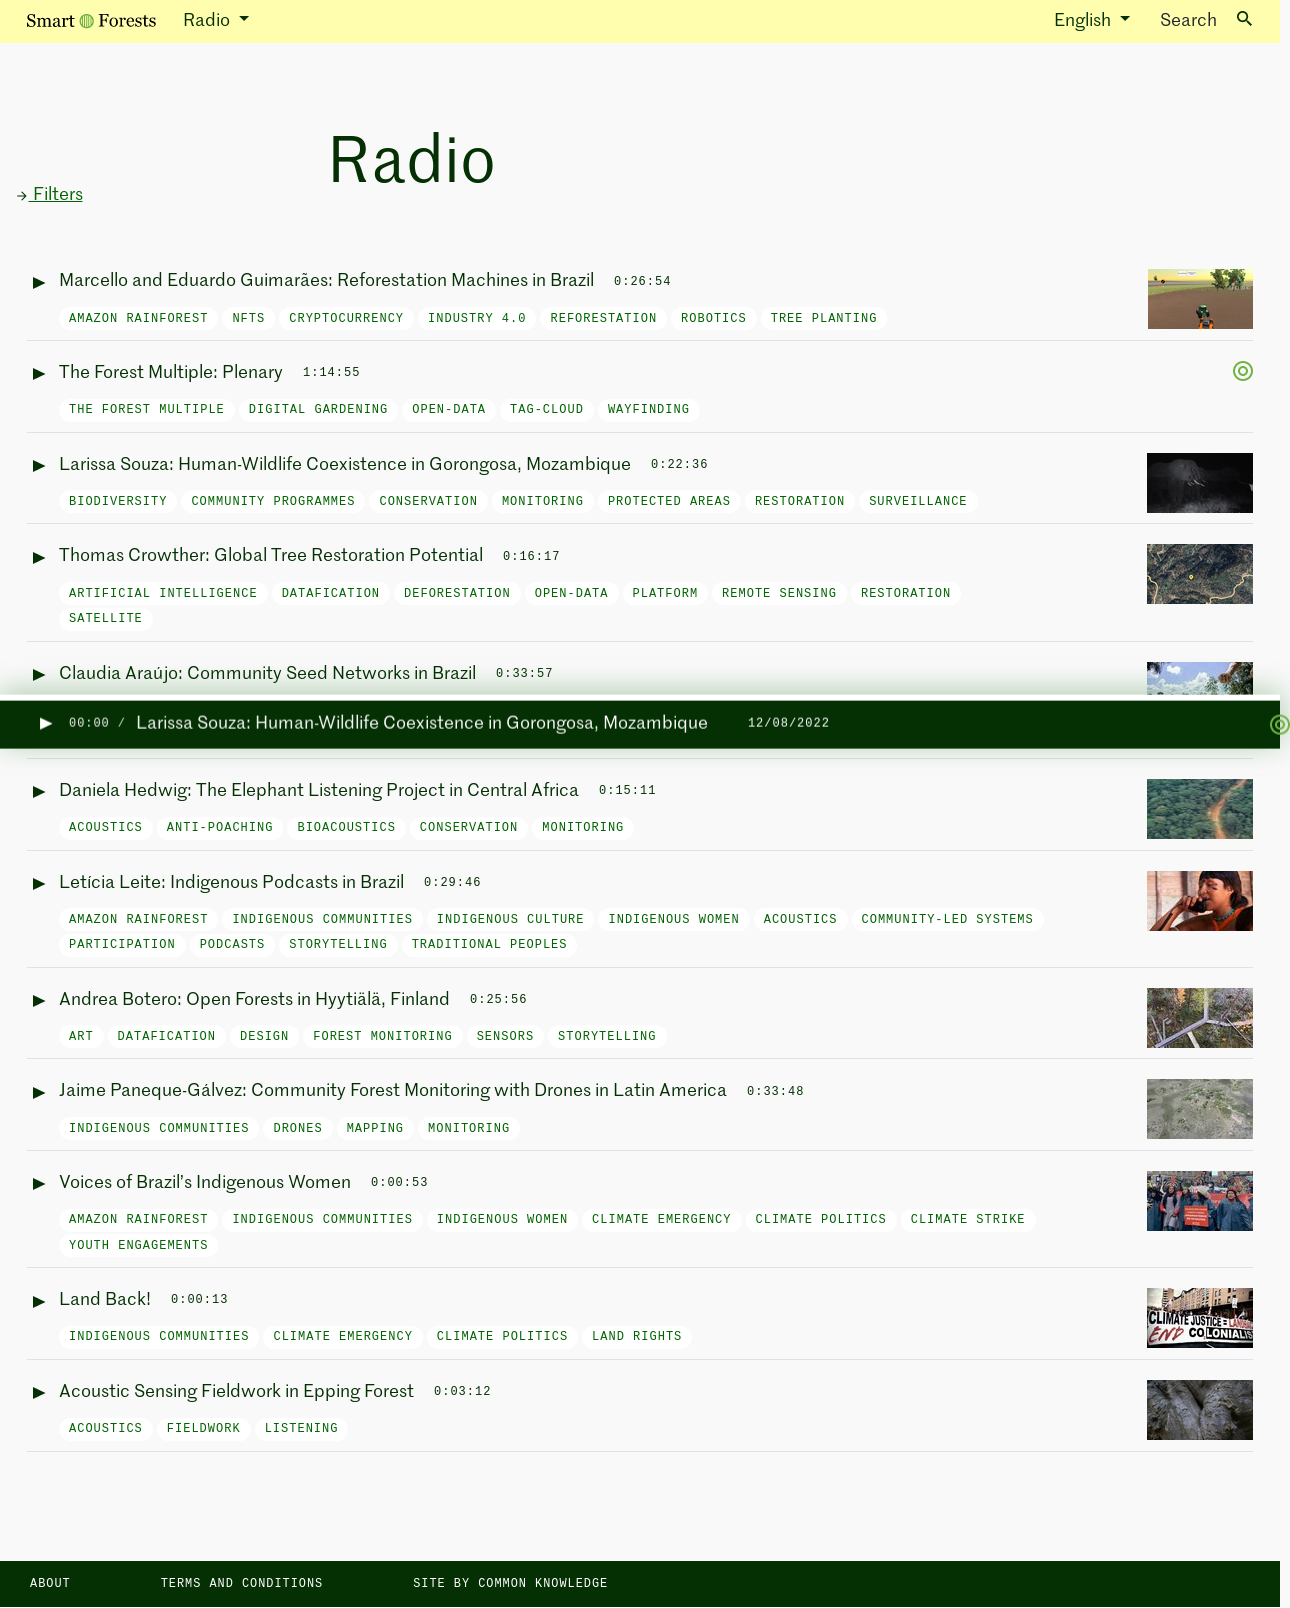 Smart Forests Radio English Search
Radio
→ Filters
▶ Marcello and Eduardo Guimarães: Reforestation Machines in Brazil 0:26:54
AMAZON RAINFOREST NFTS CRYPTOCURRENCY INDUSTRY 4.0 REFORESTATION ROBOTICS TREE PLANTING
▶ The Forest Multiple: Plenary 1:14:55
THE FOREST MULTIPLE DIGITAL GARDENING OPEN-DATA TAG-CLOUD WAYFINDING
▶ Larissa Souza: Human-Wildlife Coexistence in Gorongosa, Mozambique 0:22:36
BIODIVERSITY COMMUNITY PROGRAMMES CONSERVATION MONITORING PROTECTED AREAS RESTORATION SURVEILLANCE
▶ Thomas Crowther: Global Tree Restoration Potential 0:16:17
ARTIFICIAL INTELLIGENCE DATAFICATION DEFORESTATION OPEN-DATA PLATFORM REMOTE SENSING RESTORATION
SATELLITE
▶ Claudia Araújo: Community Seed Networks in Brazil 0:33:57
▶ 00:00 / Larissa Souza: Human-Wildlife Coexistence in Gorongosa, Mozambique 12/08/2022
▶ Daniela Hedwig: The Elephant Listening Project in Central Africa 0:15:11
ACOUSTICS ANTI-POACHING BIOACOUSTICS CONSERVATION MONITORING
▶ Letícia Leite: Indigenous Podcasts in Brazil 0:29:46
AMAZON RAINFOREST INDIGENOUS COMMUNITIES INDIGENOUS CULTURE INDIGENOUS WOMEN ACOUSTICS COMMUNITY-LED SYSTEMS
PARTICIPATION PODCASTS STORYTELLING TRADITIONAL PEOPLES
▶ Andrea Botero: Open Forests in Hyytiälä, Finland 0:25:56
ART DATAFICATION DESIGN FOREST MONITORING SENSORS STORYTELLING
▶ Jaime Paneque-Gálvez: Community Forest Monitoring with Drones in Latin America 0:33:48
INDIGENOUS COMMUNITIES DRONES MAPPING MONITORING
▶ Voices of Brazil’s Indigenous Women 0:00:53
AMAZON RAINFOREST INDIGENOUS COMMUNITIES INDIGENOUS WOMEN CLIMATE EMERGENCY CLIMATE POLITICS CLIMATE STRIKE
YOUTH ENGAGEMENTS
▶ Land Back! 0:00:13
CLIMATE JUSTICE =
END COLONIALIS
INDIGENOUS COMMUNITIES CLIMATE EMERGENCY CLIMATE POLITICS LAND RIGHTS
▶ Acoustic Sensing Fieldwork in Epping Forest 0:03:12
ACOUSTICS FIELDWORK LISTENING
ABOUT TERMS AND CONDITIONS SITE BY COMMON KNOWLEDGE